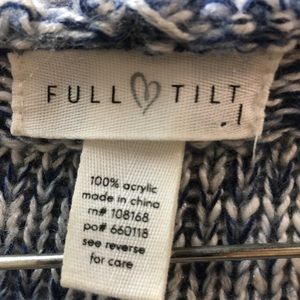 FULL TILT
.1
100% acrylic
made in china
rn# 108168
po# 660118
see reverse
for care